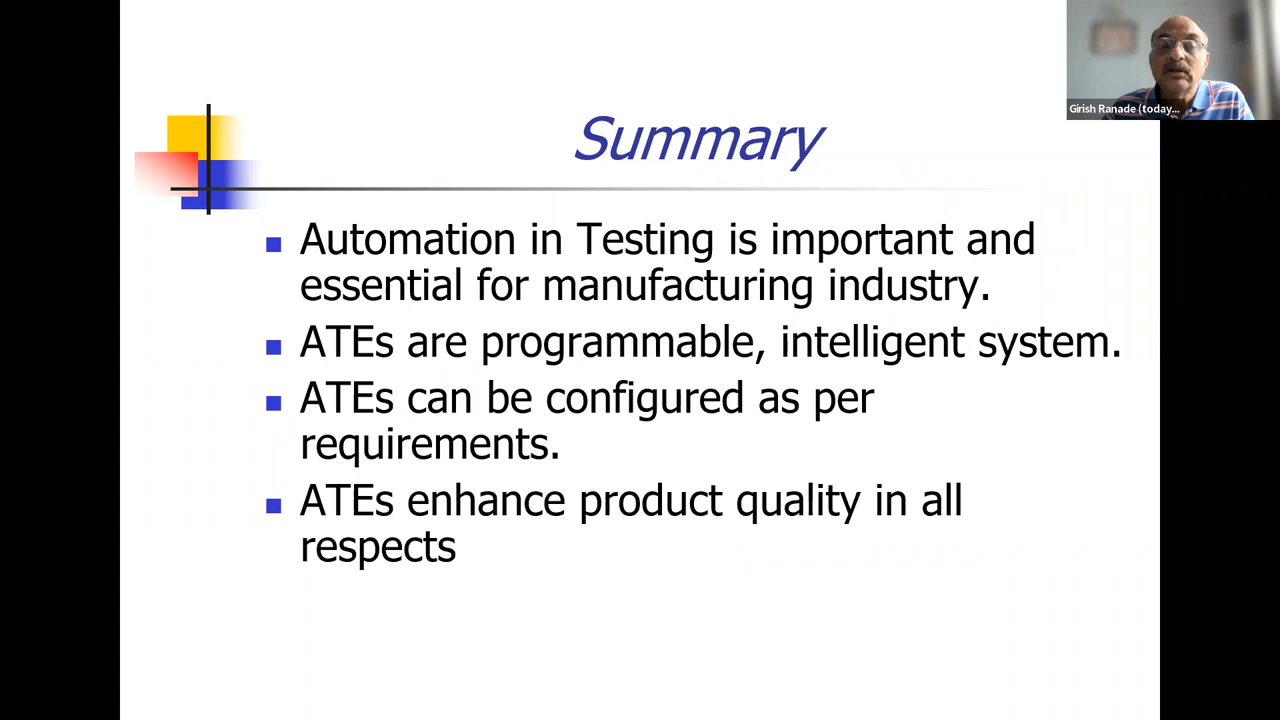 Girish Ranade (today...
Summary
Automation in Testing is important and
essential for manufacturing industry.
ATEs are programmable, intelligent system.
ATEs can be configured as per
requirements.
ATEs enhance product quality in all
respects